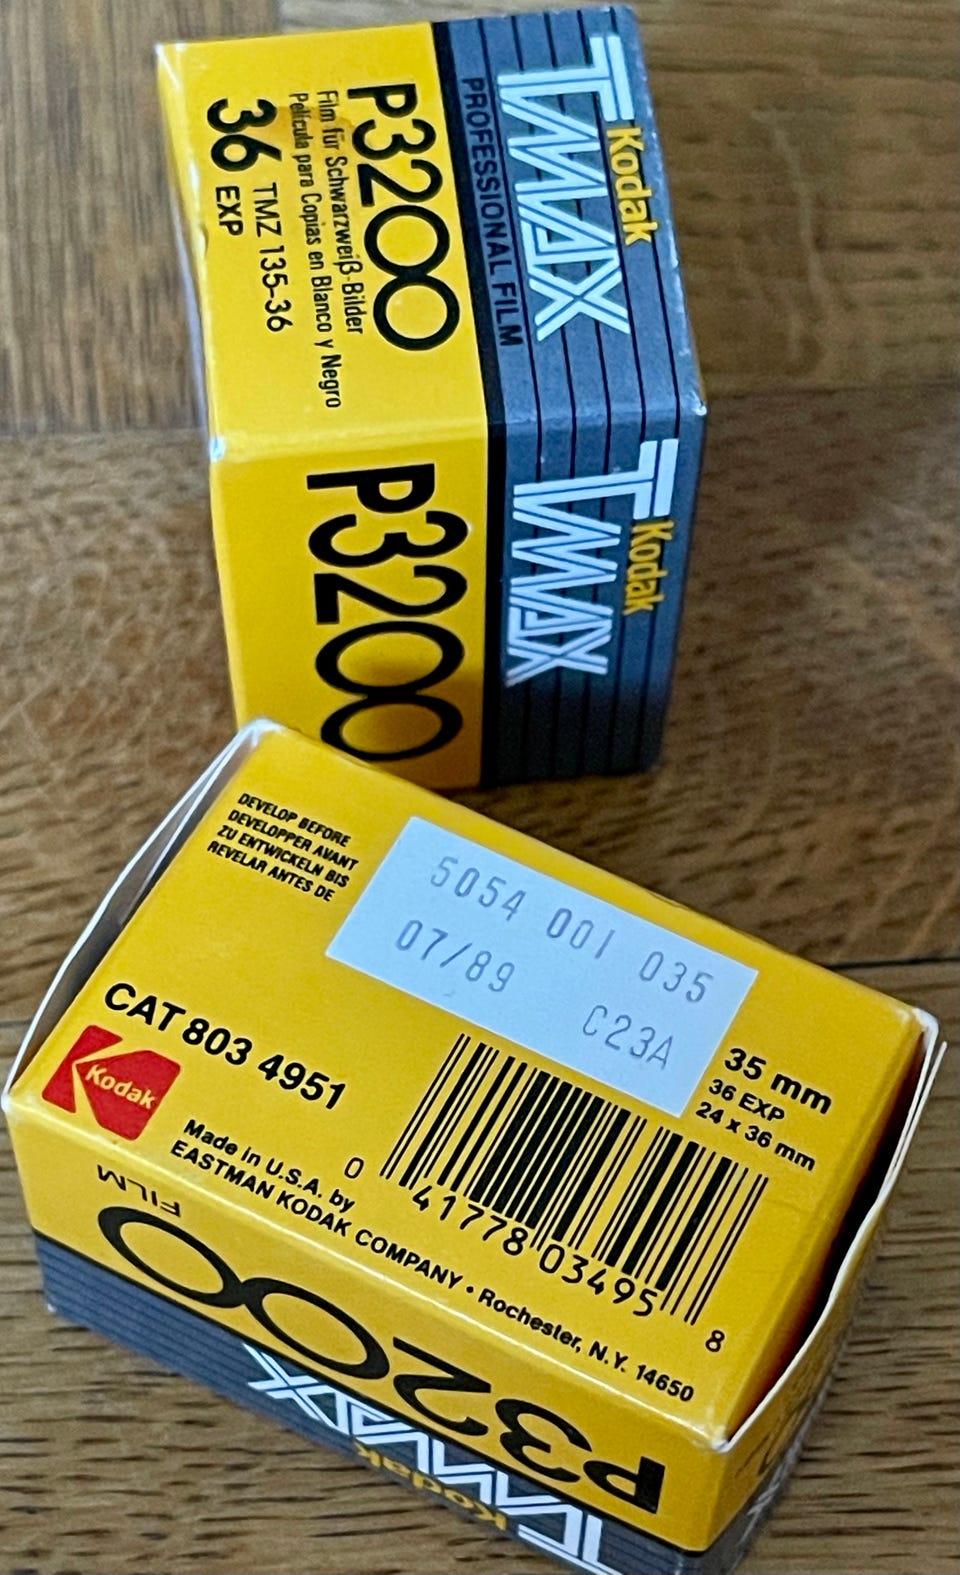 Kodak
TMAX
PROFESSIONAL FILM
P3200
Film für Schwarzweiß-Bilder
Película para Copias en Blanco y Negro
TMZ 135-36
36 EXP
Kodak
TMAX
P3200
DEVELOP BEFORE
DEVELOPPER AVANT
ZU ENTWICKELN BIS
REVELAR ANTES DE
5054 001 035
07/89
C23A
CAT 803 4951
Kodak
35 mm
36 EXP
24 x 36 mm
Made in U.S.A. by
EASTMAN KODAK COMPANY • Rochester, N.Y. 14650
0 41778 03495 8
FILM
P3200
Kodak
TMAX